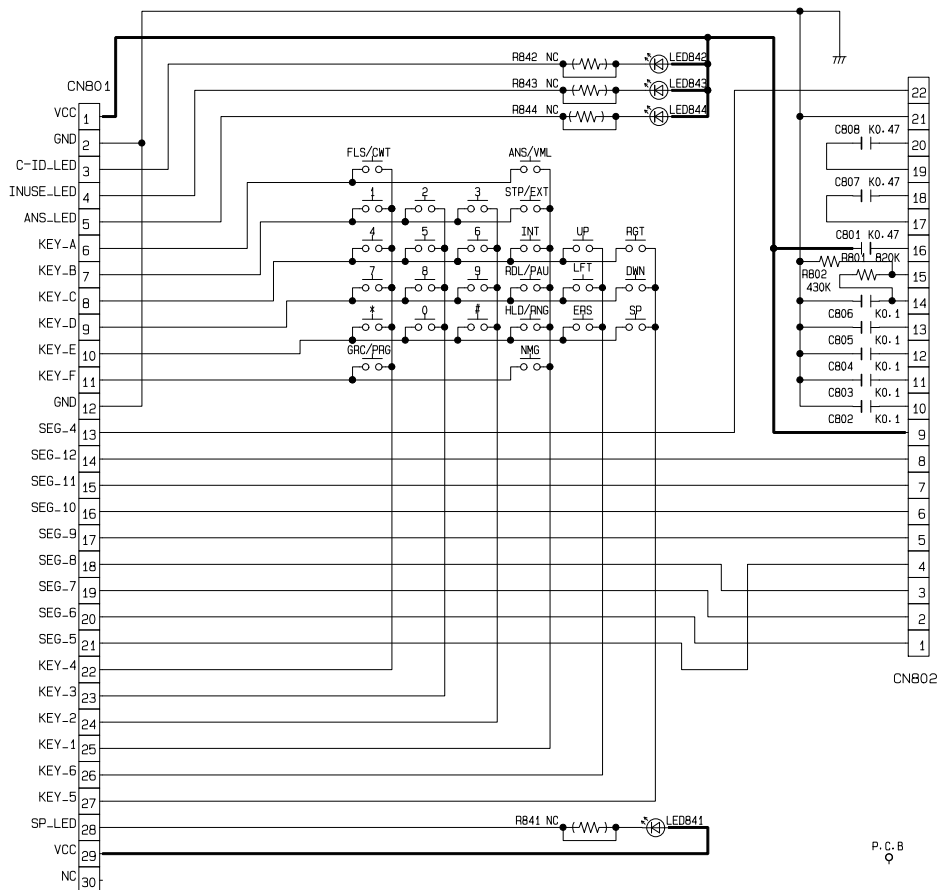 R842 NC
LED842
R843 NC
LED843
R844 NC
LED844
CN801
VCC 1
GND 2
C-ID_LED 3
INUSE_LED 4
ANS_LED 5
KEY_A 6
KEY_B 7
KEY_C 8
KEY_D 9
KEY_E 10
KEY_F 11
GND 12
SEG_4 13
SEG_12 14
SEG_11 15
SEG_10 16
SEG_9 17
SEG_8 18
SEG_7 19
SEG_6 20
SEG_5 21
KEY_4 22
KEY_3 23
KEY_2 24
KEY_1 25
KEY_6 26
KEY_5 27
SP_LED 28
VCC 29
NC 30
FLS/CWT ANS/VML
1 2 3 STP/EXT
4 5 6 INT UP RGT
7 8 9 RDL/PAU LFT DWN
* 0 # HLD/RNG ERS SP
GRC/PRG NMG
R841 NC
LED841
22
21
C808 K0.47
20
19
C807 K0.47
18
17
C801 K0.47
16
R801 820K
R802
430K
15
14
C806 K0.1
13
C805 K0.1
12
C804 K0.1
11
C803 K0.1
10
C802 K0.1
9
8
7
6
5
4
3
2
1
CN802
P.C.B